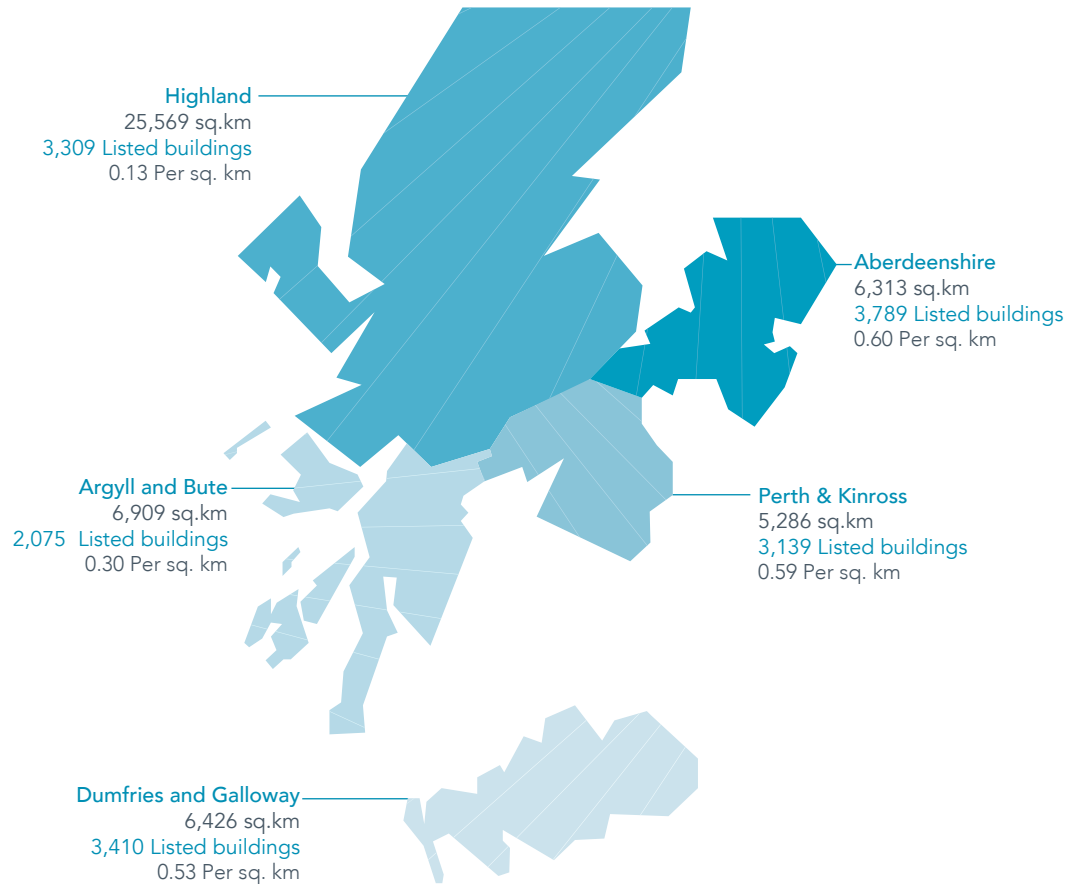 Highland
25,569 sq.km
3,309 Listed buildings
0.13 Per sq. km
Aberdeenshire
6,313 sq.km
3,789 Listed buildings
0.60 Per sq. km
Argyll and Bute
6,909 sq.km
2,075 Listed buildings
0.30 Per sq. km
Perth & Kinross
5,286 sq.km
3,139 Listed buildings
0.59 Per sq. km
Dumfries and Galloway
6,426 sq.km
3,410 Listed buildings
0.53 Per sq. km